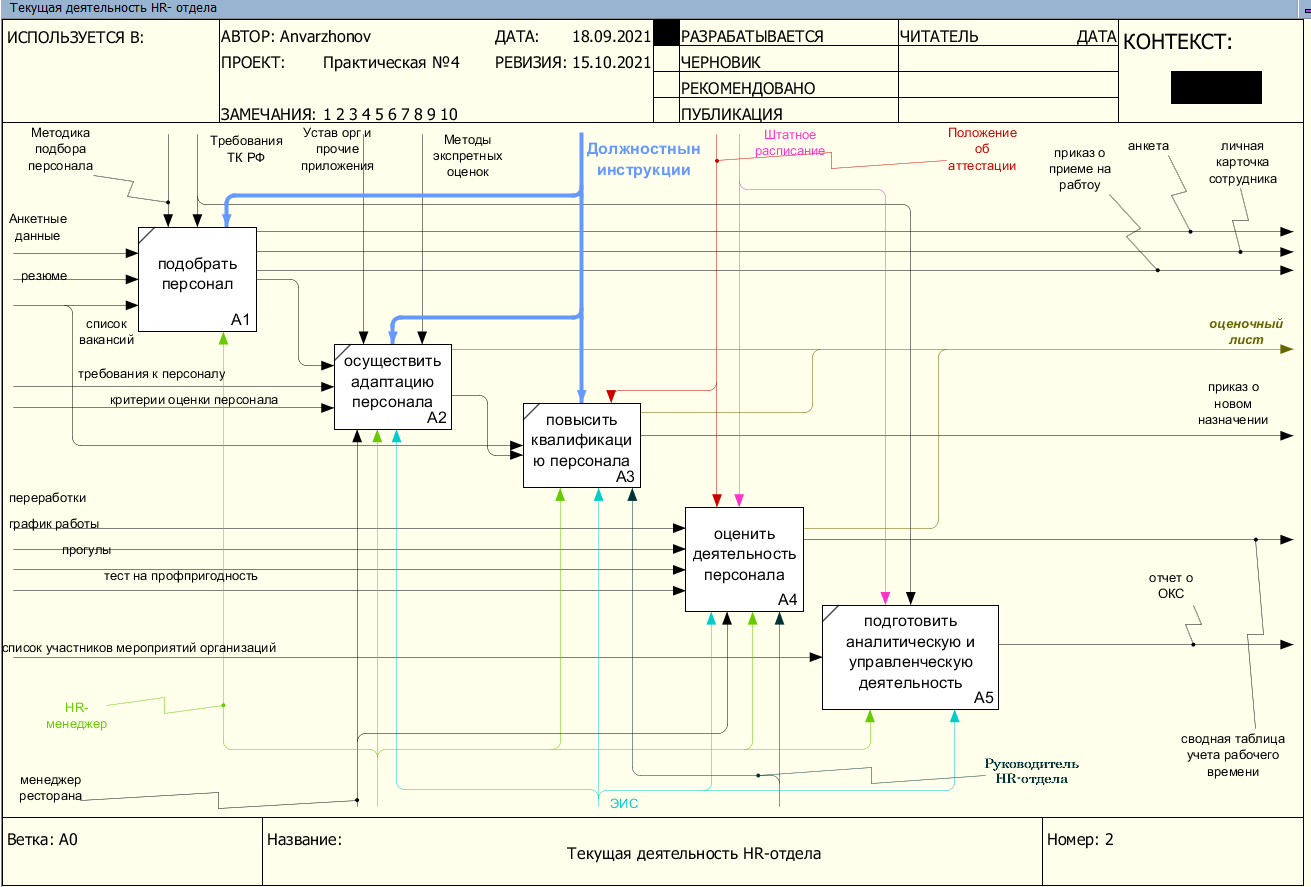 Текущая деятельность HR- отдела
ИСПОЛЬЗУЕТСЯ В:
АВТОР: Anvarzhonov
ДАТА: 18.09.2021
ПРОЕКТ: Практическая №4
РЕВИЗИЯ: 15.10.2021
ЗАМЕЧАНИЯ: 1 2 3 4 5 6 7 8 9 10
РАЗРАБАТЫВАЕТСЯ
ЧЕРНОВИК
РЕКОМЕНДОВАНО
ПУБЛИКАЦИЯ
ЧИТАТЕЛЬ
ДАТА
КОНТЕКСТ:
Методика
подбора
персонала
Требования
ТК РФ
Устав орг и
прочие
приложения
Методы
экспретных
оценок
Должностнын
инструкции
Штатное
расписание
Положение
об
аттестации
приказ о
приеме на
рабтоу
анкета
личная
карточка
сотрудника
Анкетные
данные
резюме
список
вакансий
подобрать
персонал
A1
требования к персоналу
критерии оценки персонала
осуществить
адаптацию
персонала
A2
оценочный
лист
повысить
квалификаци
ю персонала
A3
приказ о
новом
назначении
переработки
график работы
прогулы
тест на профпригодность
оценить
деятельность
персонала
A4
отчет о
ОКС
список участников мероприятий организаций
подготовить
аналитическую и
управленческую
деятельность
A5
HR-
менеджер
менеджер
ресторана
ЭИС
Руководитель
HR-отдела
сводная таблица
учета рабочего
времени
Ветка: A0
Название:
Текущая деятельность HR-отдела
Номер: 2